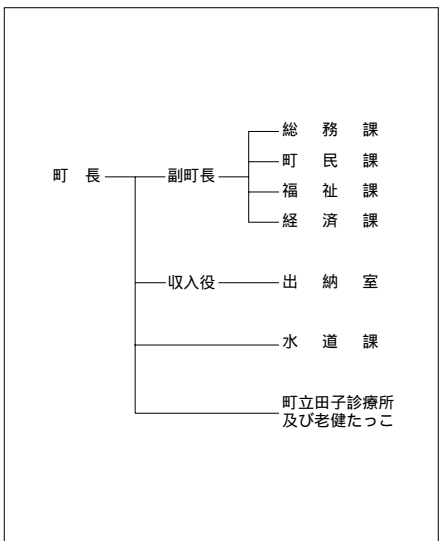 総務課
町民課
町長 副町長
福祉課
経済課
収入役 出納室
水道課
町立田子診療所
及び老健たっこ